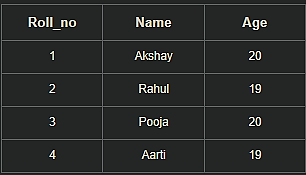 Roll_no Name Age
1 Akshay 20
2 Rahul 19
3 Pooja 20
4 Aarti 19